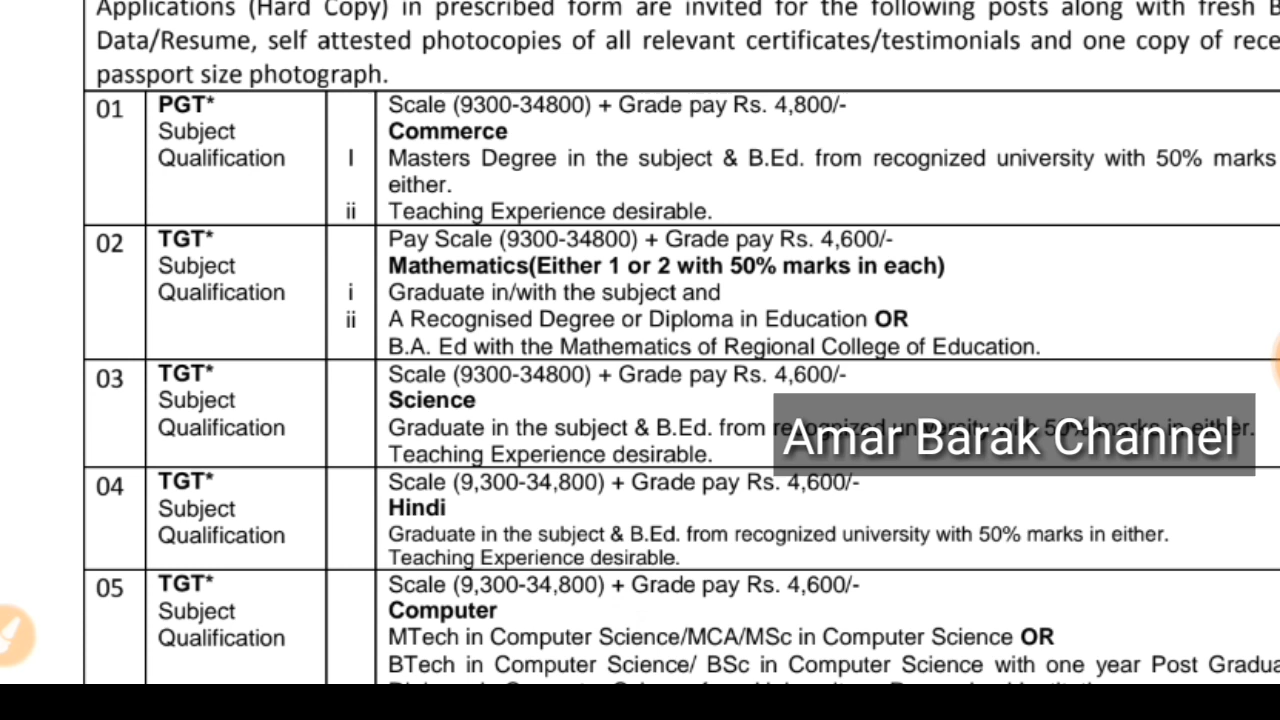 Applications (Hard Copy) in prescribed form are invited for the following posts along with fresh
Data/Resume, self attested photocopies of all relevant certificates/testimonials and one copy of
passport size photograph.
01 PGT* Scale (9300-34800) + Grade pay Rs. 4,800/-
Subject Commerce
Qualification I Masters Degree in the subject & B.Ed. from recognized university with 50% marks
either.
ii Teaching Experience desirable.
02 TGT* Pay Scale (9300-34800) + Grade pay Rs. 4,600/-
Subject Mathematics(Either 1 or 2 with 50% marks in each)
Qualification i Graduate in/with the subject and
ii A Recognised Degree or Diploma in Education OR
B.A. Ed with the Mathematics of Regional College of Education.
03 TGT* Scale (9300-34800) + Grade pay Rs. 4,600/-
Subject Science
Qualification Graduate in the subject & B.Ed. from recognized university with 50% marks in either.
Amar Barak Channel
Teaching Experience desirable.
04 TGT* Scale (9,300-34,800) + Grade pay Rs. 4,600/-
Subject Hindi
Qualification Graduate in the subject & B.Ed. from recognized university with 50% marks in either.
Teaching Experience desirable.
05 TGT* Scale (9,300-34,800) + Grade pay Rs. 4,600/-
Subject Computer
Qualification MTech in Computer Science/MCA/MSc in Computer Science OR
BTech in Computer Science/ BSc in Computer Science with one year Post